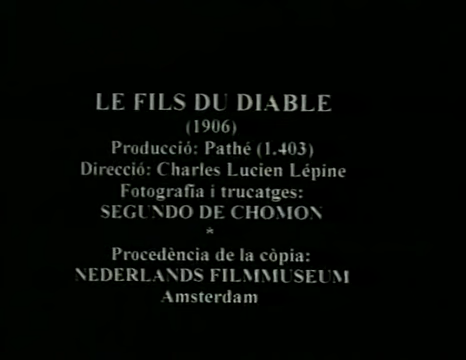 LE FILS DU DIABLE
(1906)
Producció: Pathé (1.403)
Direcció: Charles Lucien Lépine
Fotografia i trucatges:
SEGUNDO DE CHOMON
*
Procedència de la còpia:
NEDERLANDS FILMMUSEUM
Amsterdam